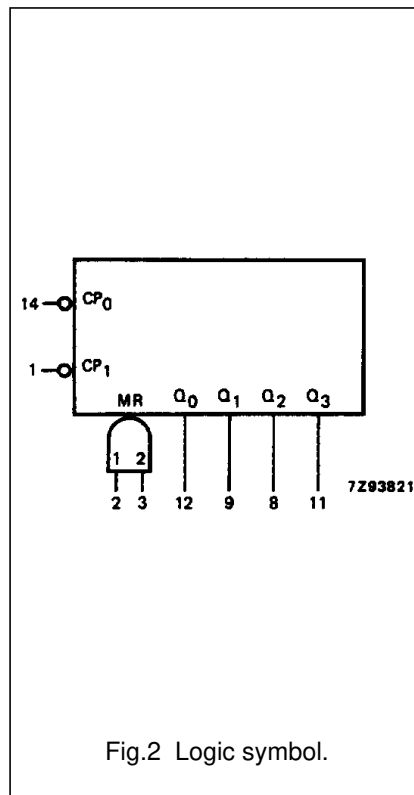 14 CP0
1 CP1
MR Q0 Q1 Q2 Q3
1 2
2 3 12 9 8 11
7Z93821
Fig.2 Logic symbol.